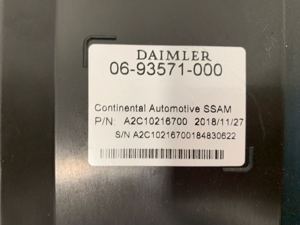 DAIMLER
06-93571-000
Continental Automotive SSAM
P/N: A2C10216700 2018/11/27
S/N A2C10216700184830622